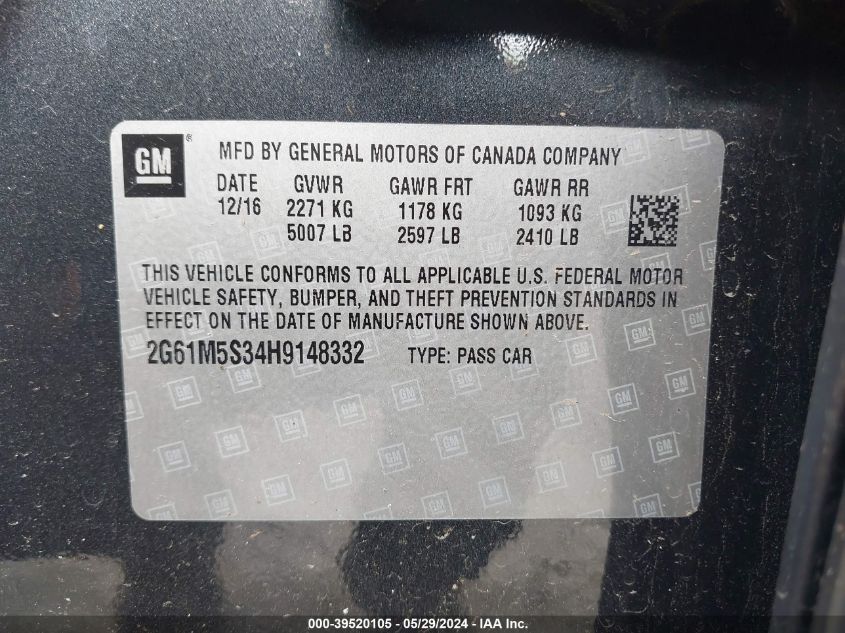 GM ® MFD BY GENERAL MOTORS OF CANADA COMPANY
DATE GVWR GAWR FRT GAWR RR
12/16 2271 KG 1178 KG 1093 KG
5007 LB 2597 LB 2410 LB
THIS VEHICLE CONFORMS TO ALL APPLICABLE U.S. FEDERAL MOTOR
VEHICLE SAFETY, BUMPER, AND THEFT PREVENTION STANDARDS IN
EFFECT ON THE DATE OF MANUFACTURE SHOWN ABOVE.
2G61M5S34H9148332 TYPE: PASS CAR
000-39520105 - 05/29/2024 - IAA Inc.